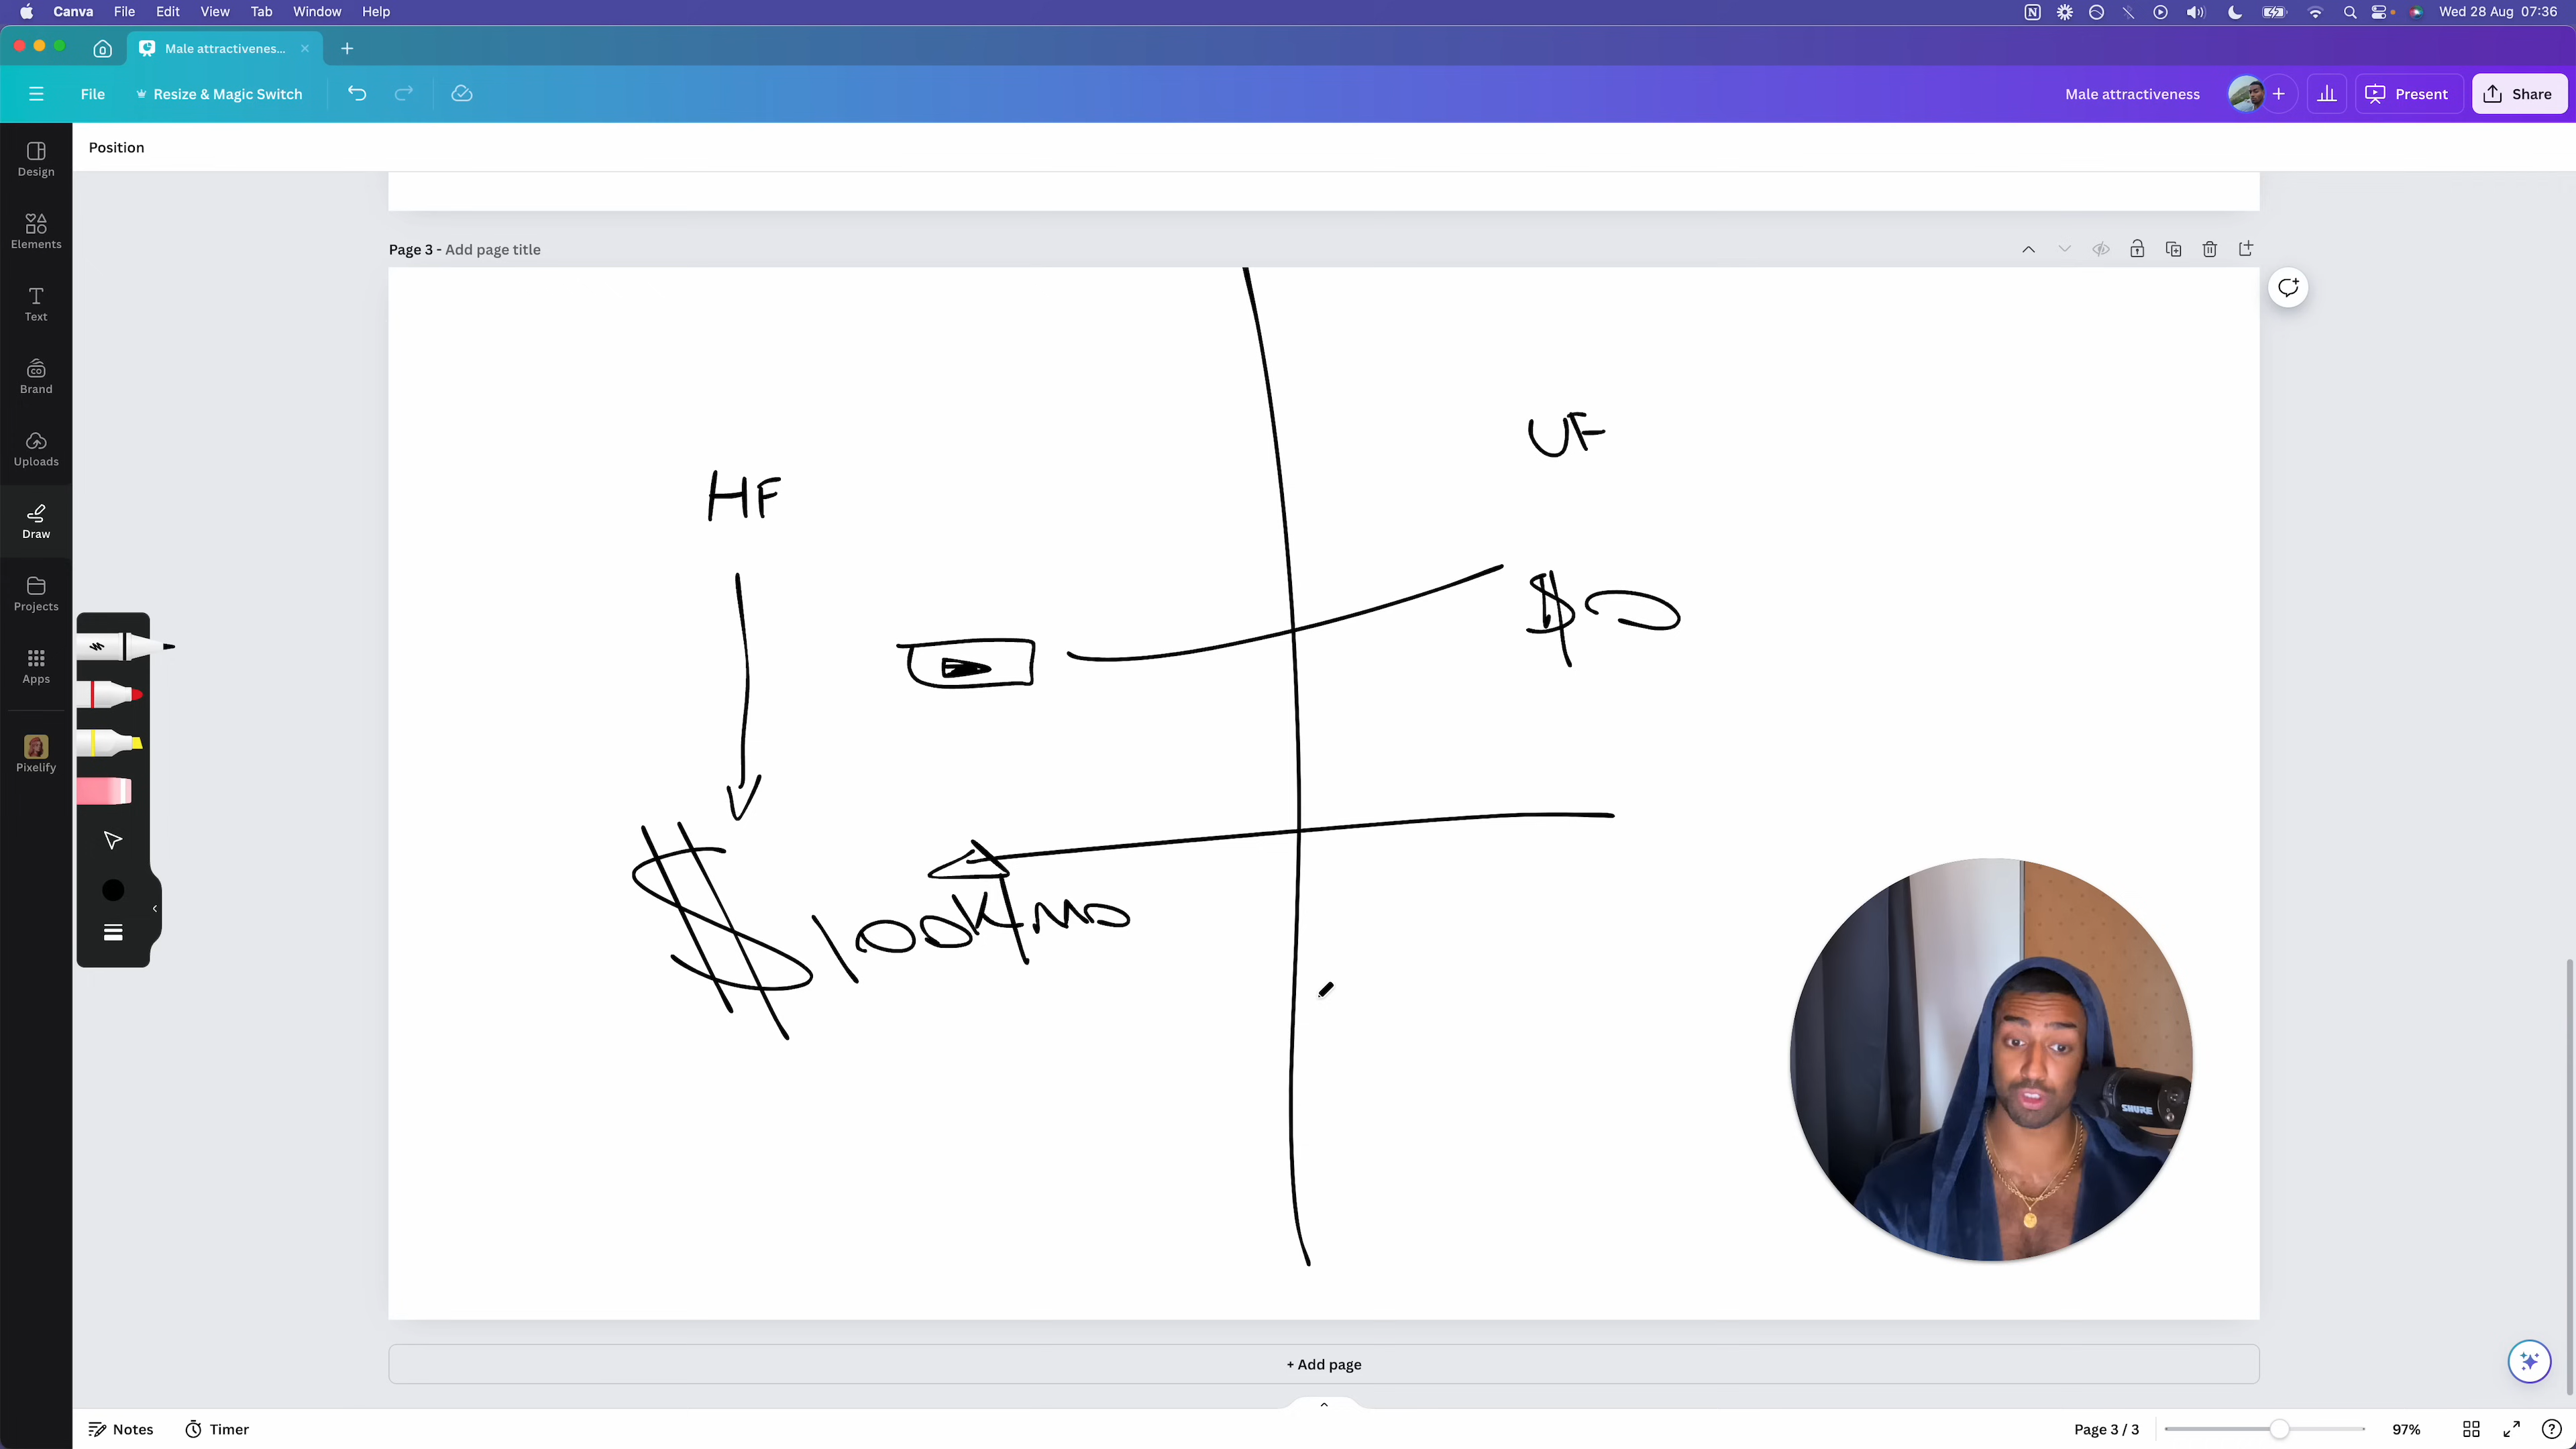 Canva File Edit View Tab Window Help
Wed 28 Aug 07:36
Male attractivenes...
File Resize & Magic Switch
Male attractiveness
Present
Share
Position
Design
Elements
Text
Brand
Uploads
Draw
Projects
Apps
Pixelify
Page 3 - Add page title
UF
HF
$0
$100K/mo
SHURE
+ Add page
Notes
Timer
Page 3 / 3
97%